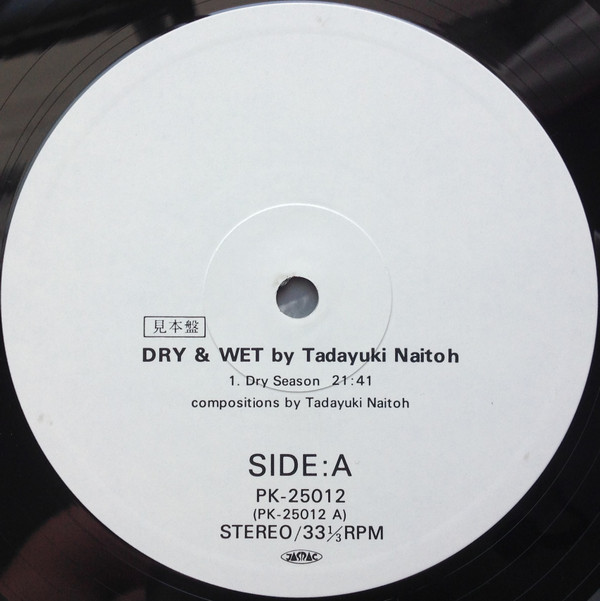 見本盤
DRY & WET by Tadayuki Naitoh
1. Dry Season 21:41
compositions by Tadayuki Naitoh
SIDE:A
PK-25012
(PK-25012 A)
STEREO/33⅓RPM
JASRAC